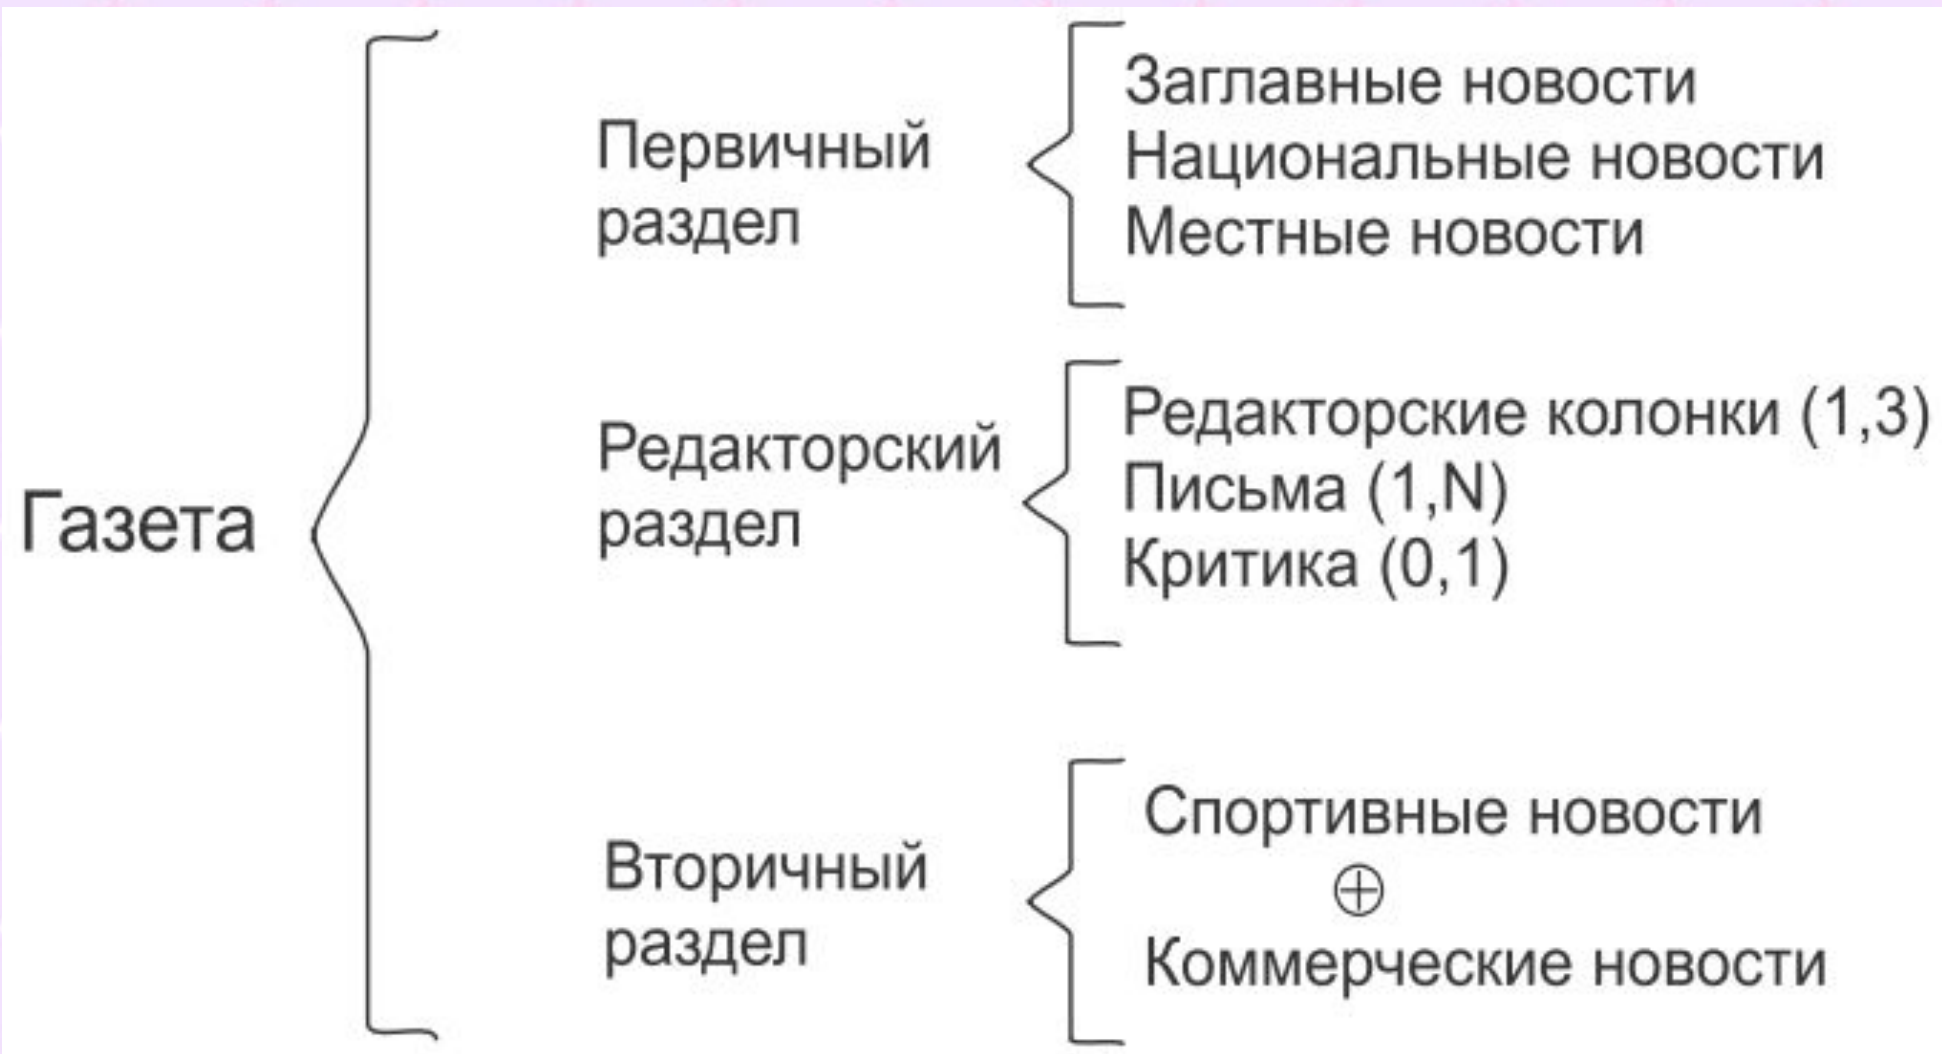 Газета
Первичный
раздел
Заглавные новости
Национальные новости
Местные новости
Редакторский
раздел
Редакторские колонки (1,3)
Письма (1,N)
Критика (0,1)
Вторичный
раздел
Спортивные новости
⊕
Коммерческие новости